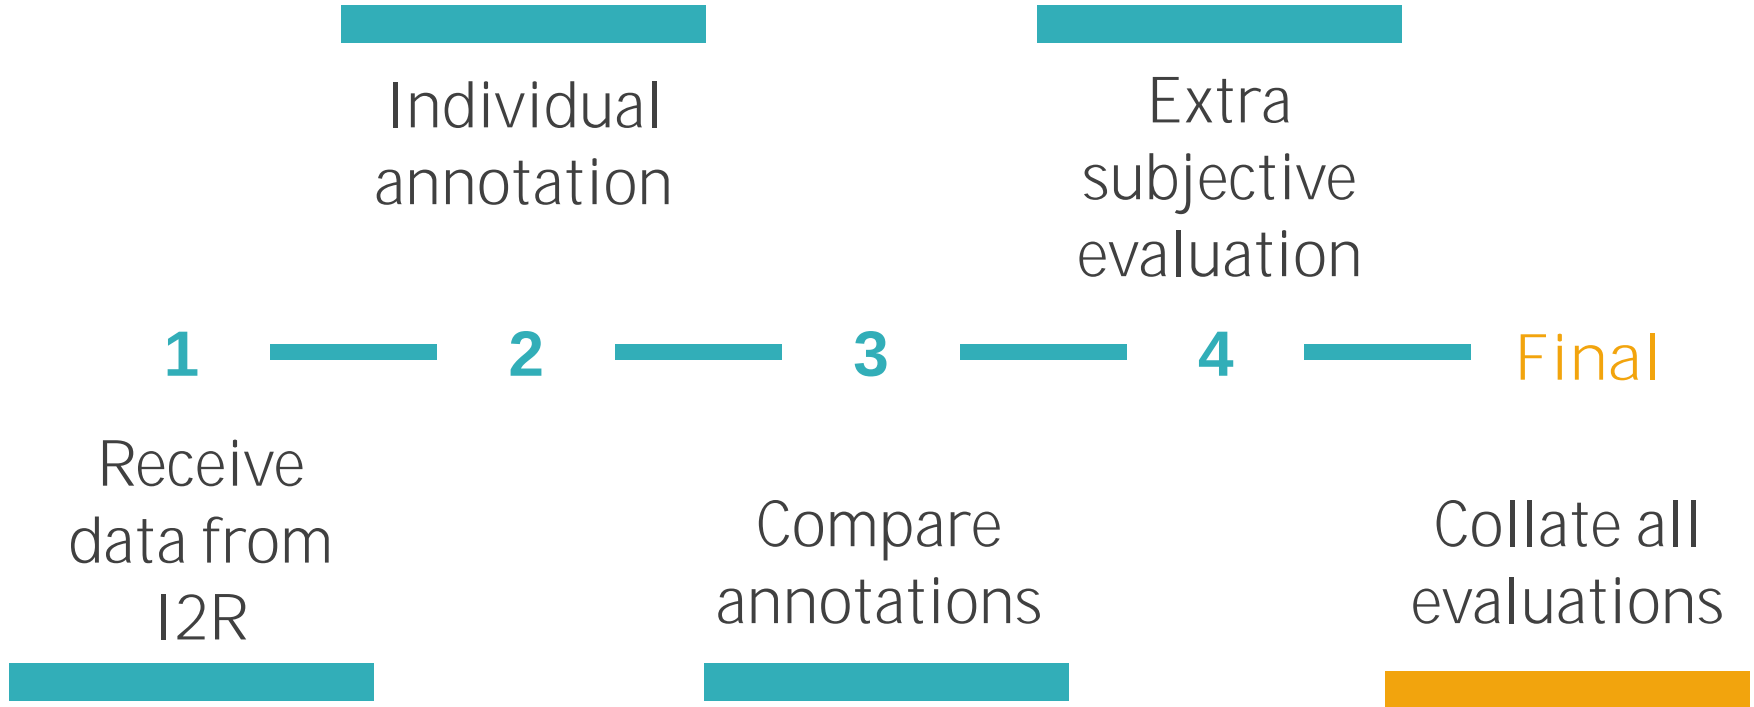 Individual
annotation
Extra
subjective
evaluation
1
2
3
4
Final
Receive
data from
I2R
Compare
annotations
Collate all
evaluations